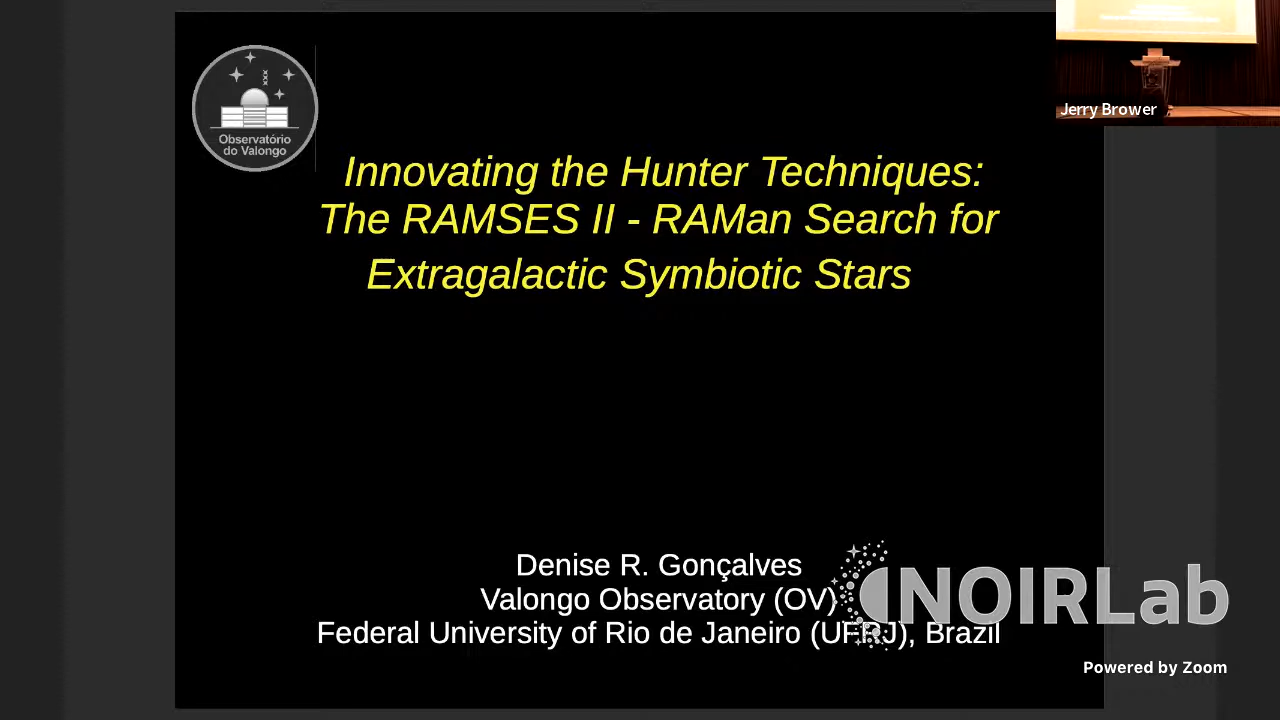 Jerry Brower
Observatório
do Valongo
Innovating the Hunter Techniques:
The RAMSES II - RAMan Search for
Extragalactic Symbiotic Stars
Denise R. Gonçalves
Valongo Observatory (OV)
Federal University of Rio de Janeiro (UFRJ), Brazil
NOIRLab
Powered by Zoom